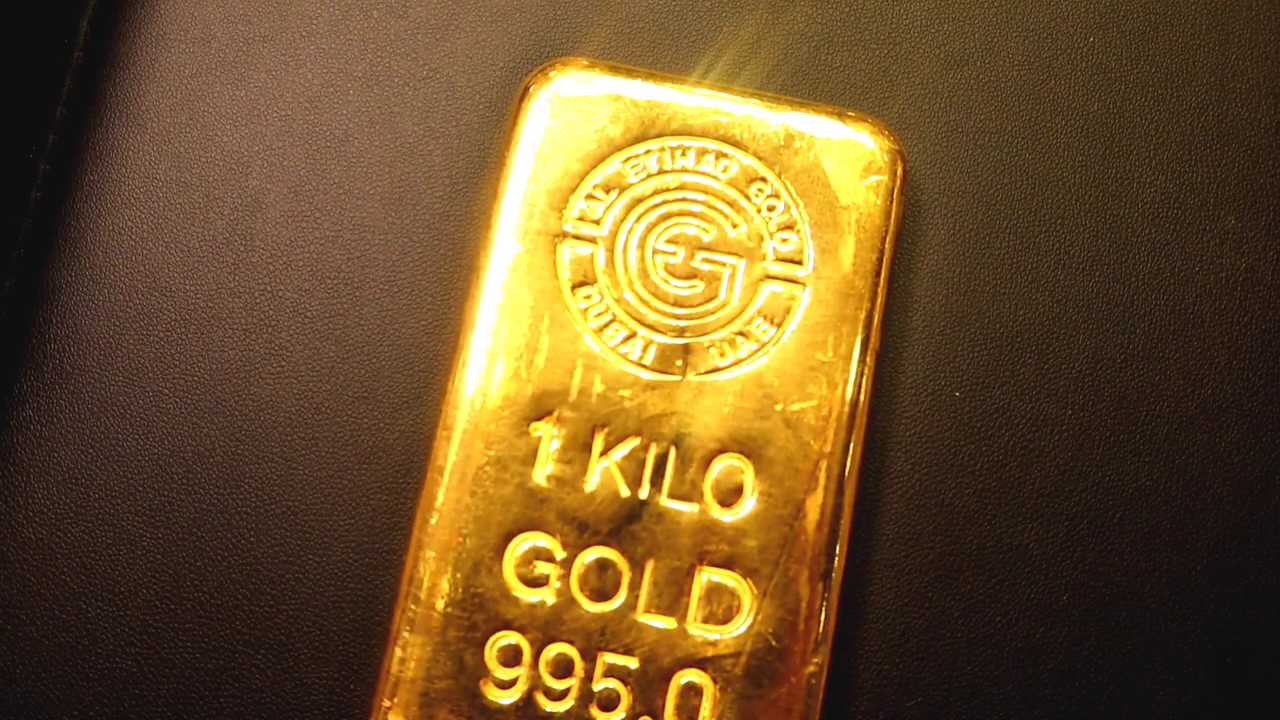 AL ETIHAD GOLD
DUBAI UAE
1 KILO
GOLD
995.0